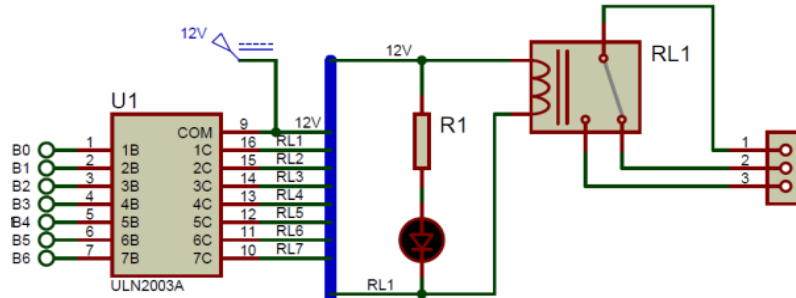 12V
U1
12V
RL1
R1
B0 1 1B COM 9 12V
B1 2 2B 1C 16 RL1
B2 3 3B 2C 15 RL2
B3 4 4B 3C 14 RL3
B4 5 5B 4C 13 RL4
B5 6 6B 5C 12 RL5
B6 7 7B 6C 11 RL6
7C 10 RL7
ULN2003A
RL1
1
2
3